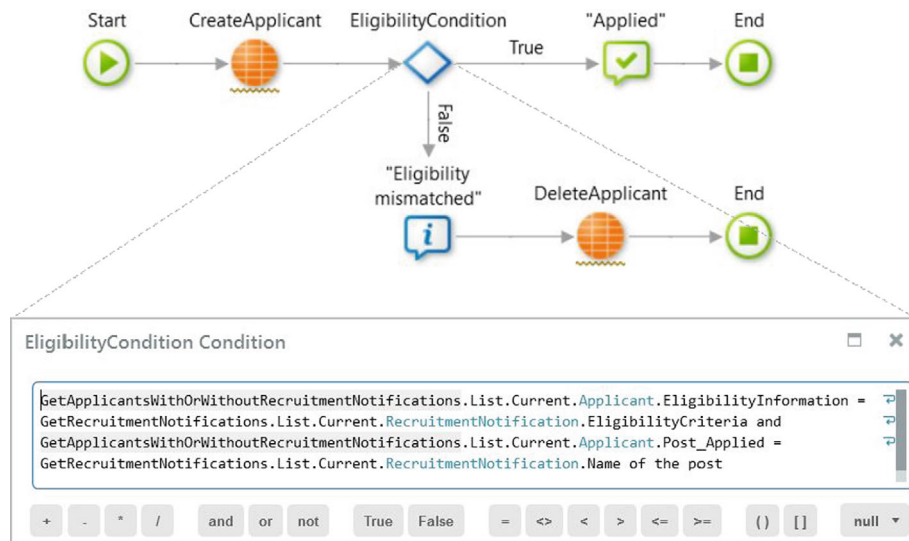 Start
CreateApplicant
EligibilityCondition
"Applied"
End
True
False
"Eligibility
mismatched"
DeleteApplicant
End
EligibilityCondition Condition
GetApplicantsWithOrWithoutRecruitmentNotifications.List.Current.Applicant.EligibilityInformation =
GetRecruitmentNotifications.List.Current.RecruitmentNotification.EligibilityCriteria and
GetApplicantsWithOrWithoutRecruitmentNotifications.List.Current.Applicant.Post_Applied =
GetRecruitmentNotifications.List.Current.RecruitmentNotification.Name of the post
+ - * / and or not True False = <> < > <= >= ( ) [ ] null